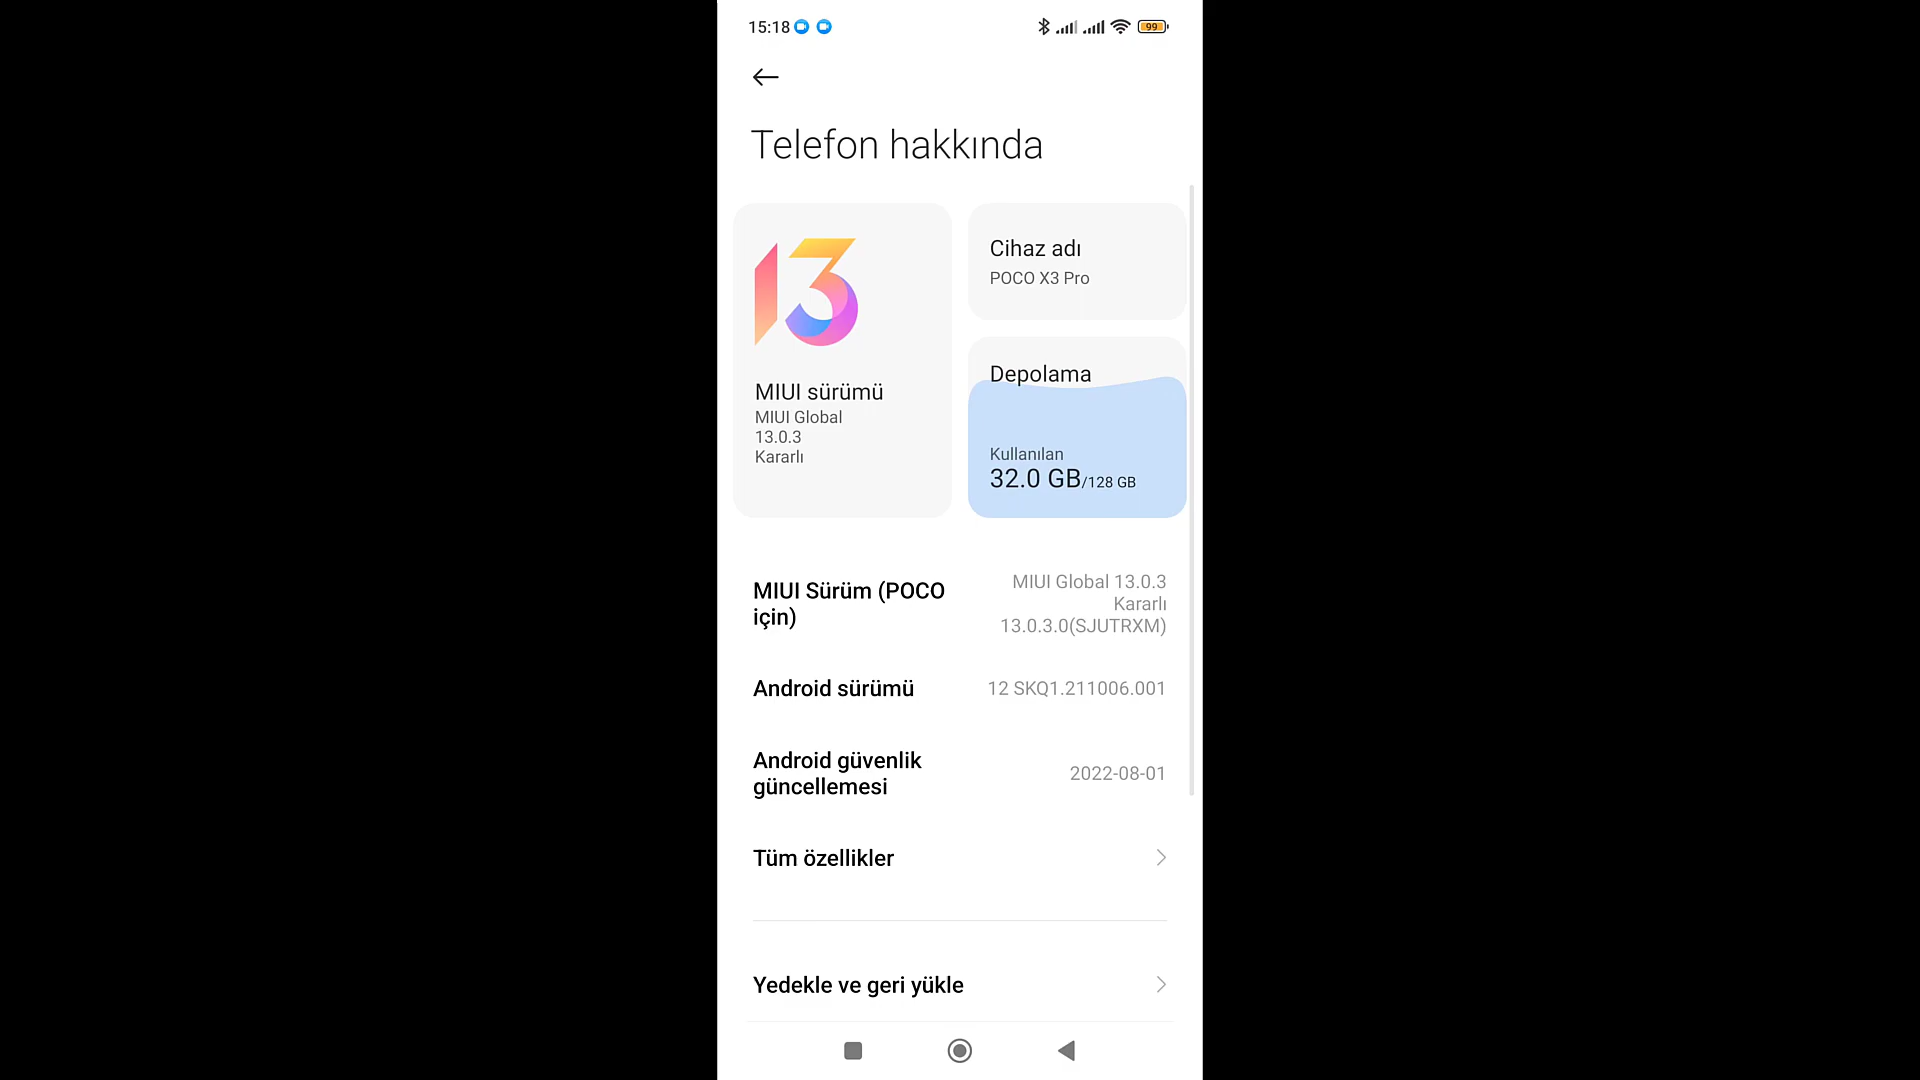 15:18
99
Telefon hakkında
13
MIUI sürümü
MIUI Global
13.0.3
Kararlı
Cihaz adı
POCO X3 Pro
Depolama
Kullanılan
32.0 GB/128 GB
MIUI Sürüm (POCO
için)
MIUI Global 13.0.3
Kararlı
13.0.3.0(SJUTRXM)
Android sürümü
12 SKQ1.211006.001
Android güvenlik
güncellemesi
2022-08-01
Tüm özellikler
Yedekle ve geri yükle